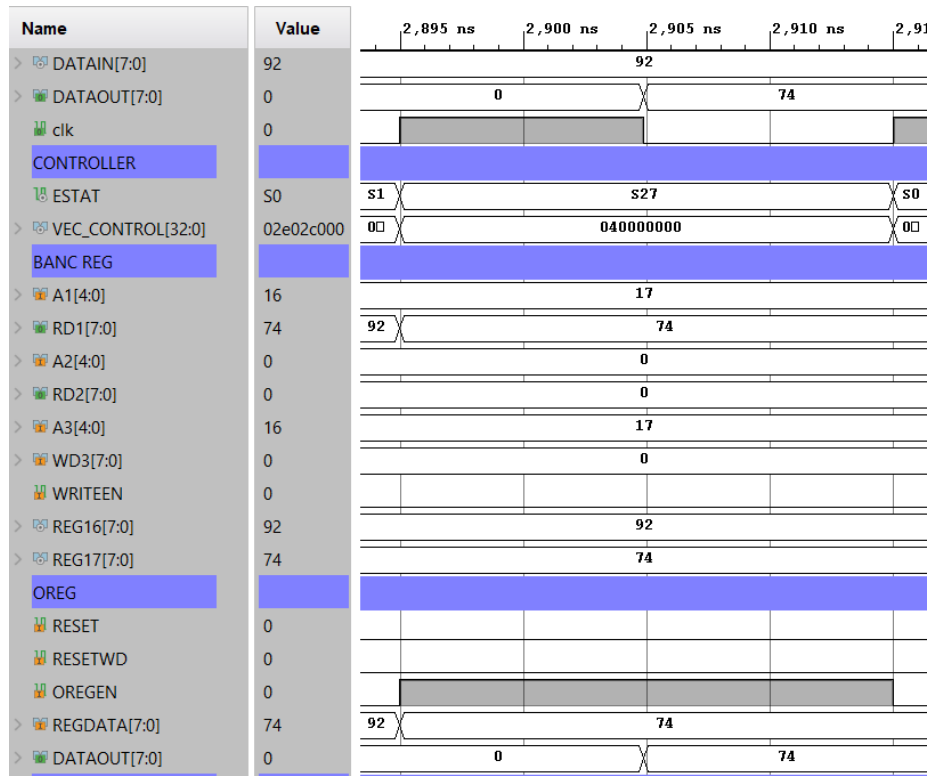 Name Value 2,895 ns 2,900 ns 2,905 ns 2,910 ns 2,91
DATAIN[7:0] 92 92
DATAOUT[7:0] 0 0 74
clk 0
CONTROLLER
ESTAT S0 S1 S27 S0
VEC_CONTROL[32:0] 02e02c000 0 040000000 0
BANC REG
A1[4:0] 16 17
RD1[7:0] 74 92 74
A2[4:0] 0 0
RD2[7:0] 0 0
A3[4:0] 16 17
WD3[7:0] 0 0
WRITEEN 0
REG16[7:0] 92 92
REG17[7:0] 74 74
OREG
RESET 0
RESETWD 0
OREGEN 0
REGDATA[7:0] 74 92 74
DATAOUT[7:0] 0 0 74